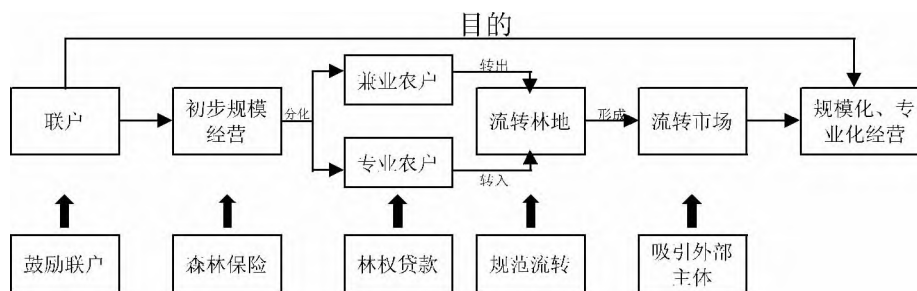 目的
联户
初步规模
经营
分化
兼业农户
专业农户
转出
转入
流转林地
形成
流转市场
规模化、专
业化经营
鼓励联户
森林保险
林权贷款
规范流转
吸引外部
主体